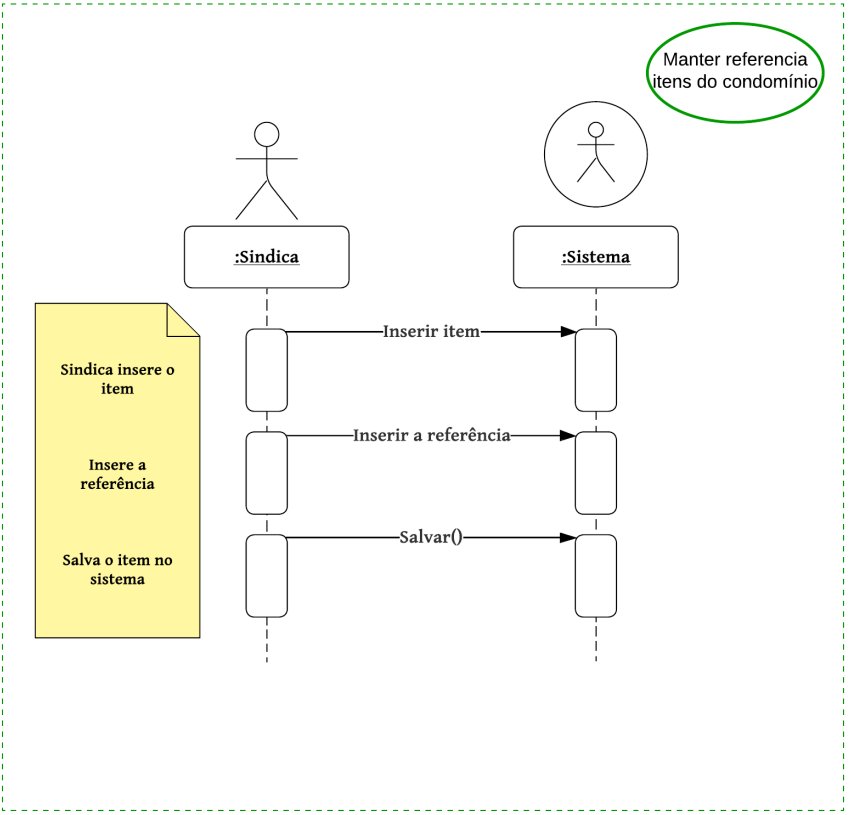 Manter referencia
itens do condomínio
:Sindica
:Sistema
Inserir item
Sindica insere o
item
Inserir a referência
Insere a
referência
Salvar()
Salva o item no
sistema